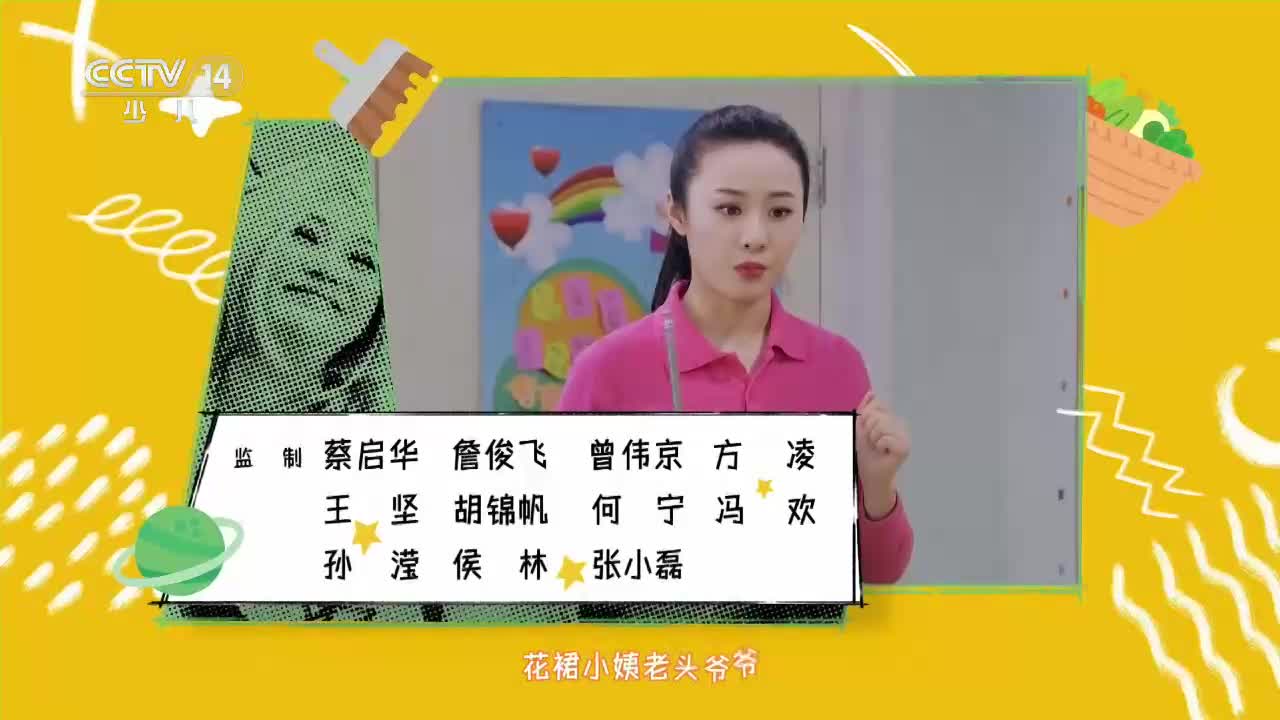 CCTV 14
少儿
监 制 蔡启华 詹俊飞 曾伟京 方 凌
王 坚 胡锦帆 何 宁 冯 欢
孙 滢 侯 林 张小磊
花裙小姨老头爷爷